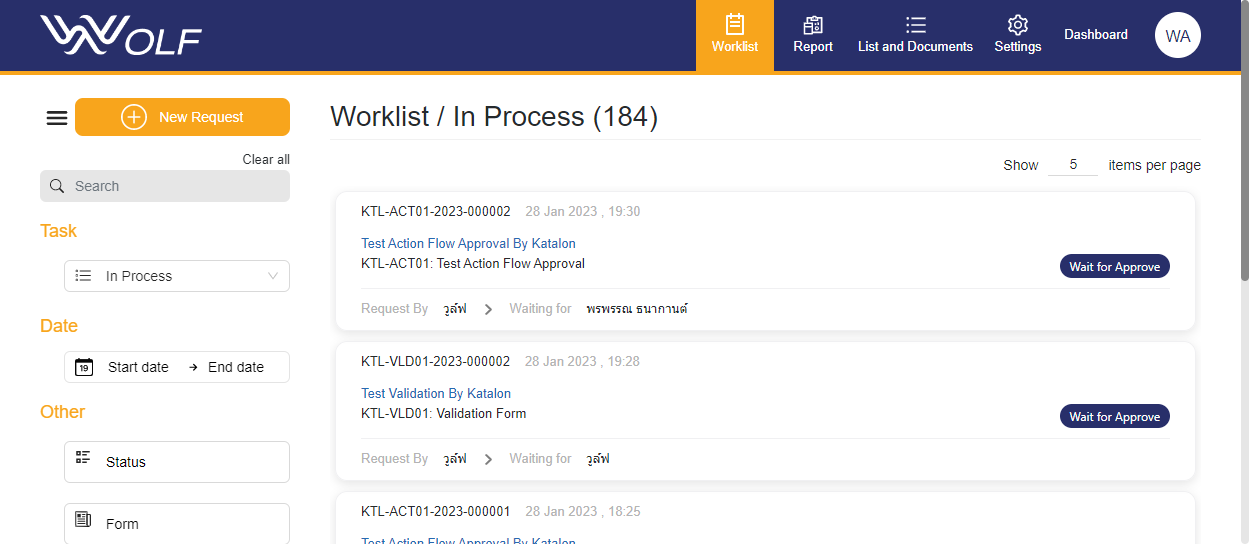 WOLF
Worklist
Report
List and Documents
Settings
Dashboard
WA
New Request
Clear all
Search
Task
In Process
Date
19
Start date
End date
Other
Status
Form
Worklist / In Process (184)
Show 5 items per page
KTL-ACT01-2023-000002 28 Jan 2023 , 19:30
Test Action Flow Approval By Katalon
KTL-ACT01: Test Action Flow Approval
Wait for Approve
Request By วูล์ฟ Waiting for พรพรรณ ธนากานต์
KTL-VLD01-2023-000002 28 Jan 2023 , 19:28
Test Validation By Katalon
KTL-VLD01: Validation Form
Wait for Approve
Request By วูล์ฟ Waiting for วูล์ฟ
KTL-ACT01-2023-000001 28 Jan 2023 , 18:25
Test Action Flow Approval By Katalon